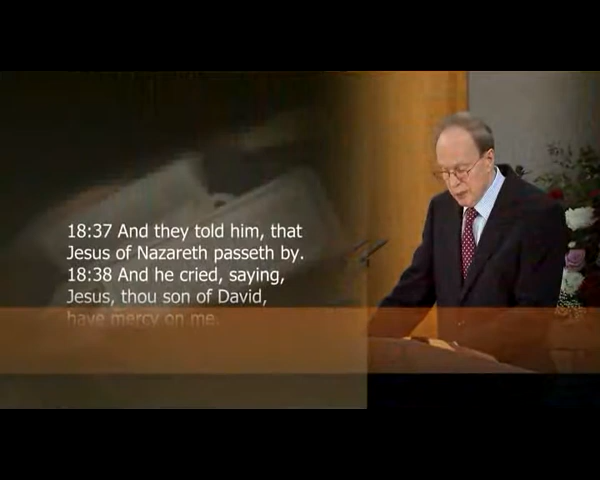 18:37 And they told him, that
Jesus of Nazareth passeth by.
18:38 And he cried, saying,
Jesus, thou son of David,
have mercy on me.